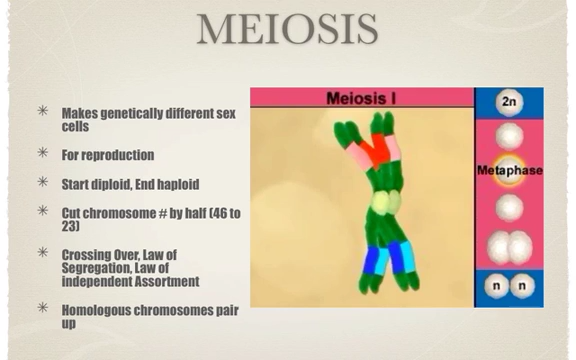 MEIOSIS
Makes genetically different sex
cells
For reproduction
Start diploid, End haploid
Cut chromosome # by half (46 to
23)
Crossing Over, Law of
Segregation, Law of
independent Assortment
Homologous chromosomes pair
up
Meiosis I
2n
Metaphase
n n